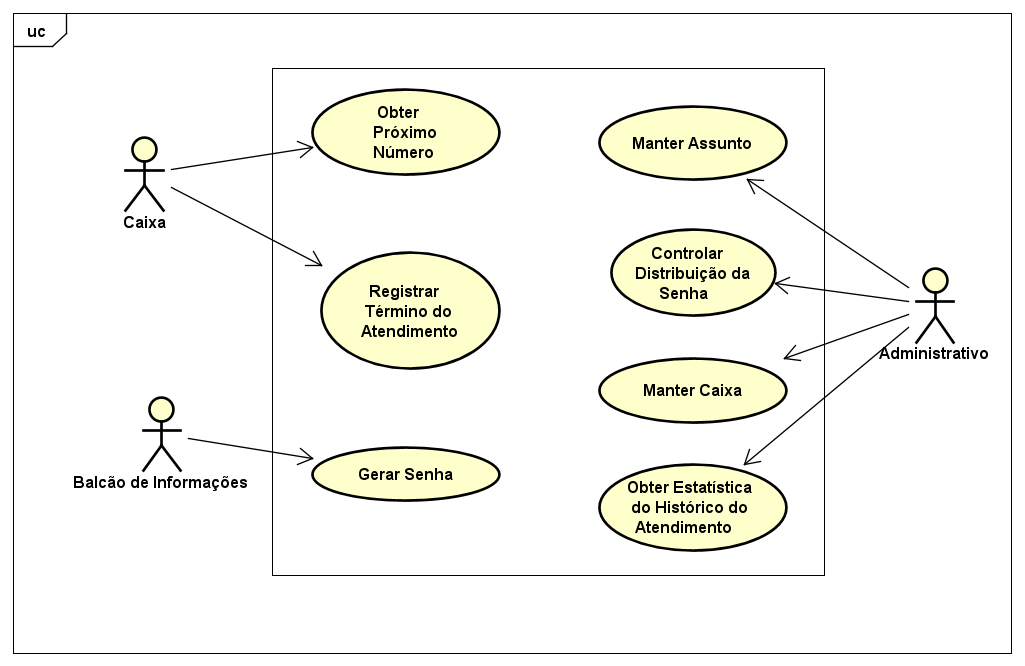 uc
Obter
Próximo
Número
Manter Assunto
Caixa
Controlar
Distribuição da
Senha
Registrar
Término do
Atendimento
Administrativo
Manter Caixa
Balcão de Informações
Gerar Senha
Obter Estatística
do Histórico do
Atendimento